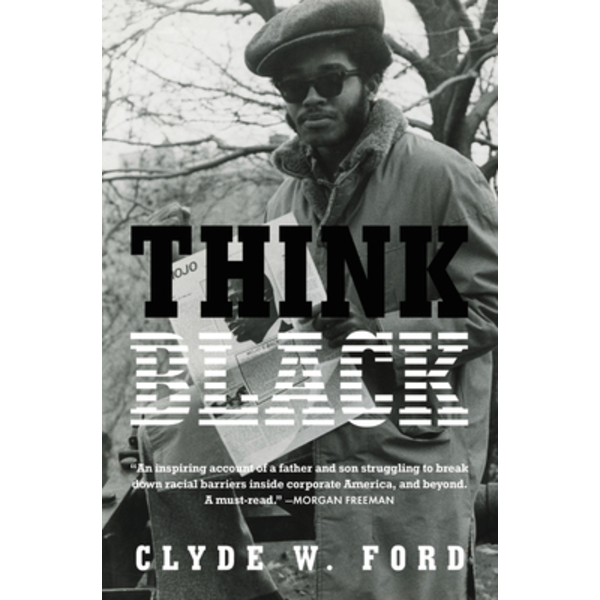 MOJO
THINK
BLACK
“An inspiring account of a father and son struggling to break
down racial barriers inside corporate America, and beyond.
A must-read.” —MORGAN FREEMAN
CLYDE W. FORD